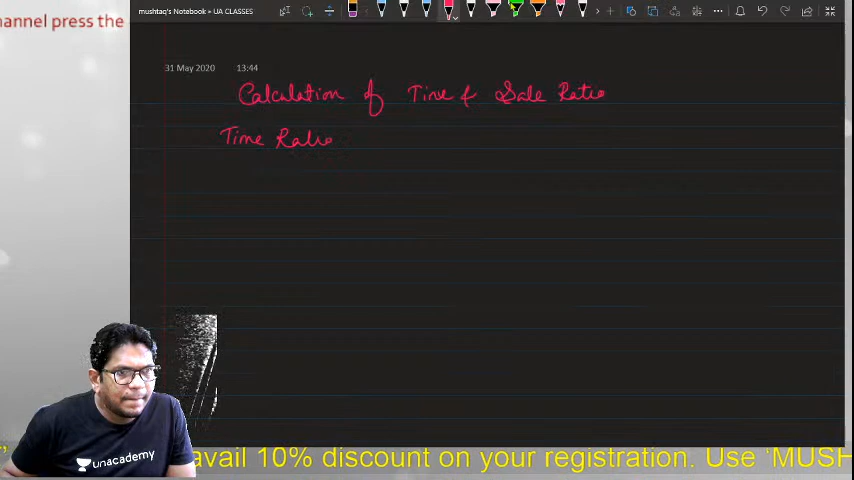 hannel press the
mushtaq's Notebook » UA CLASSES
31 May 2020 13:44
Calculation of Time & Sale Ratio
Time Ratio
unacademy
" avail 10% discount on your registration. Use 'MUSH